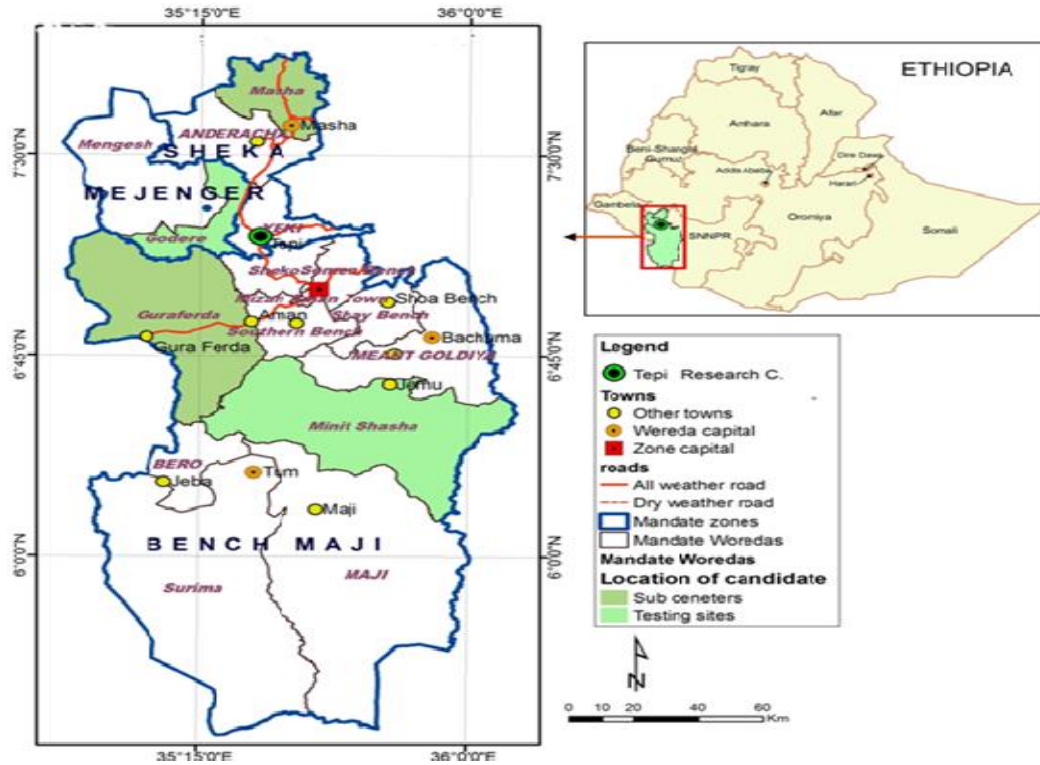 35°15'0"E
36°0'0"E
Masha
Masha
Mengesh
ANDERACHA
SHEKA
7°30'0"N
7°30'0"N
MEJENGER
YEKI
Godere
Tepi
Sheko
Shoa Bench
Mizan Aman Town
Shay Bench
Guraferda
Aman
Southern Bench
Bachuma
Gura Ferda
MEANT GOLDIYA
6°45'0"N
6°45'0"N
Jemu
Minit Shasha
BERO
Jeba
Tum
Maji
BENCH MAJI
6°0'0"N
6°0'0"N
Surima
MAJI
35°15'0"E
36°0'0"E
ETHIOPIA
Tigray
Afar
Amhara
Beni-Shangul
Gumuz
Dire Dawa
Addis Ababa
Harari
Gambela
Oromiya
SNNPR
Somali
Legend
Tepi Research C.
Towns
Other towns
Wereda capital
Zone capital
roads
All weather road
Dry weather road
Mandate zones
Mandate Woredas
Mandate Woredas
Location of candidate
Sub ceneters
Testing sites
N
0 10 20 40 60
Km